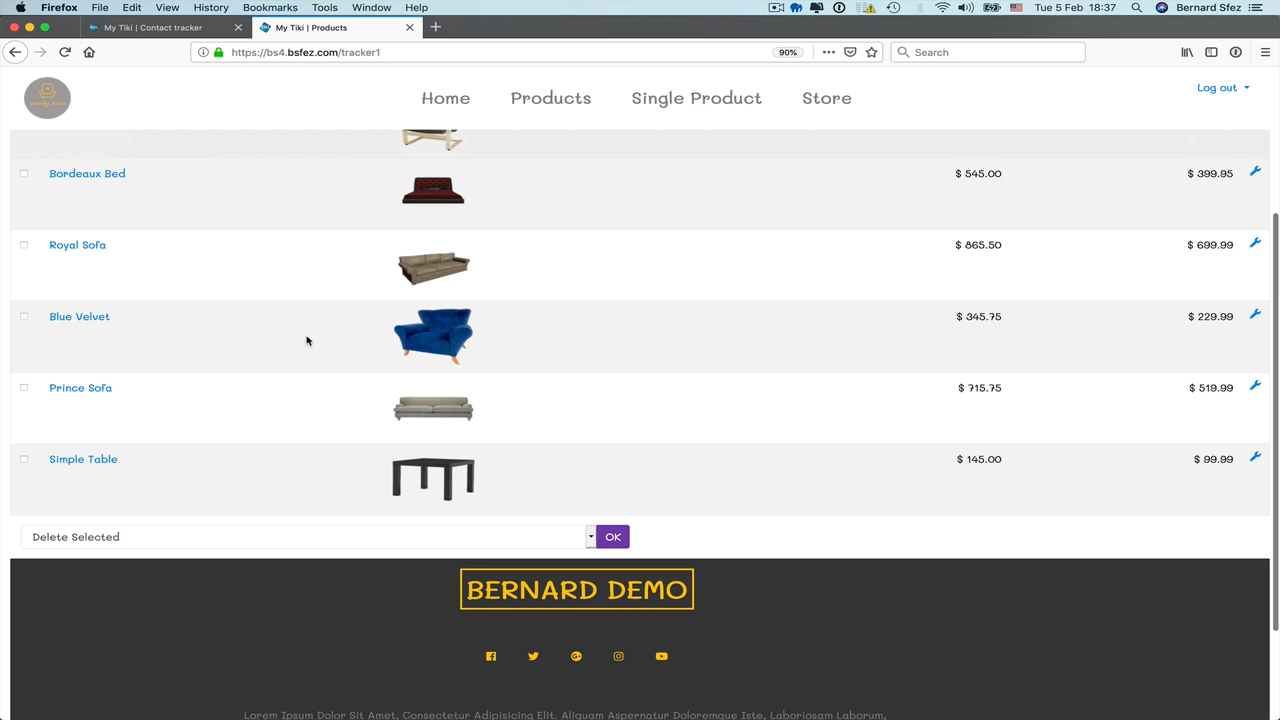 Firefox File Edit View History Bookmarks Tools Window Help Tue 5 Feb 18:37 Bernard Sfez
My Tiki | Contact tracker My Tiki | Products
https://bs4.bsfez.com/tracker1 90% Search
Home Products Single Product Store Log out
Bordeaux Bed $ 545.00 $ 399.95
Royal Sofa $ 865.50 $ 699.99
Blue Velvet $ 345.75 $ 229.99
Prince Sofa $ 715.75 $ 519.99
Simple Table $ 145.00 $ 99.99
Delete Selected OK
BERNARD DEMO
Lorem Ipsum Dolor Sit Amet, Consectetur Adipisicing Elit. Aliquam Aspernatur Doloremque Iste, Laboriosam Laborum,